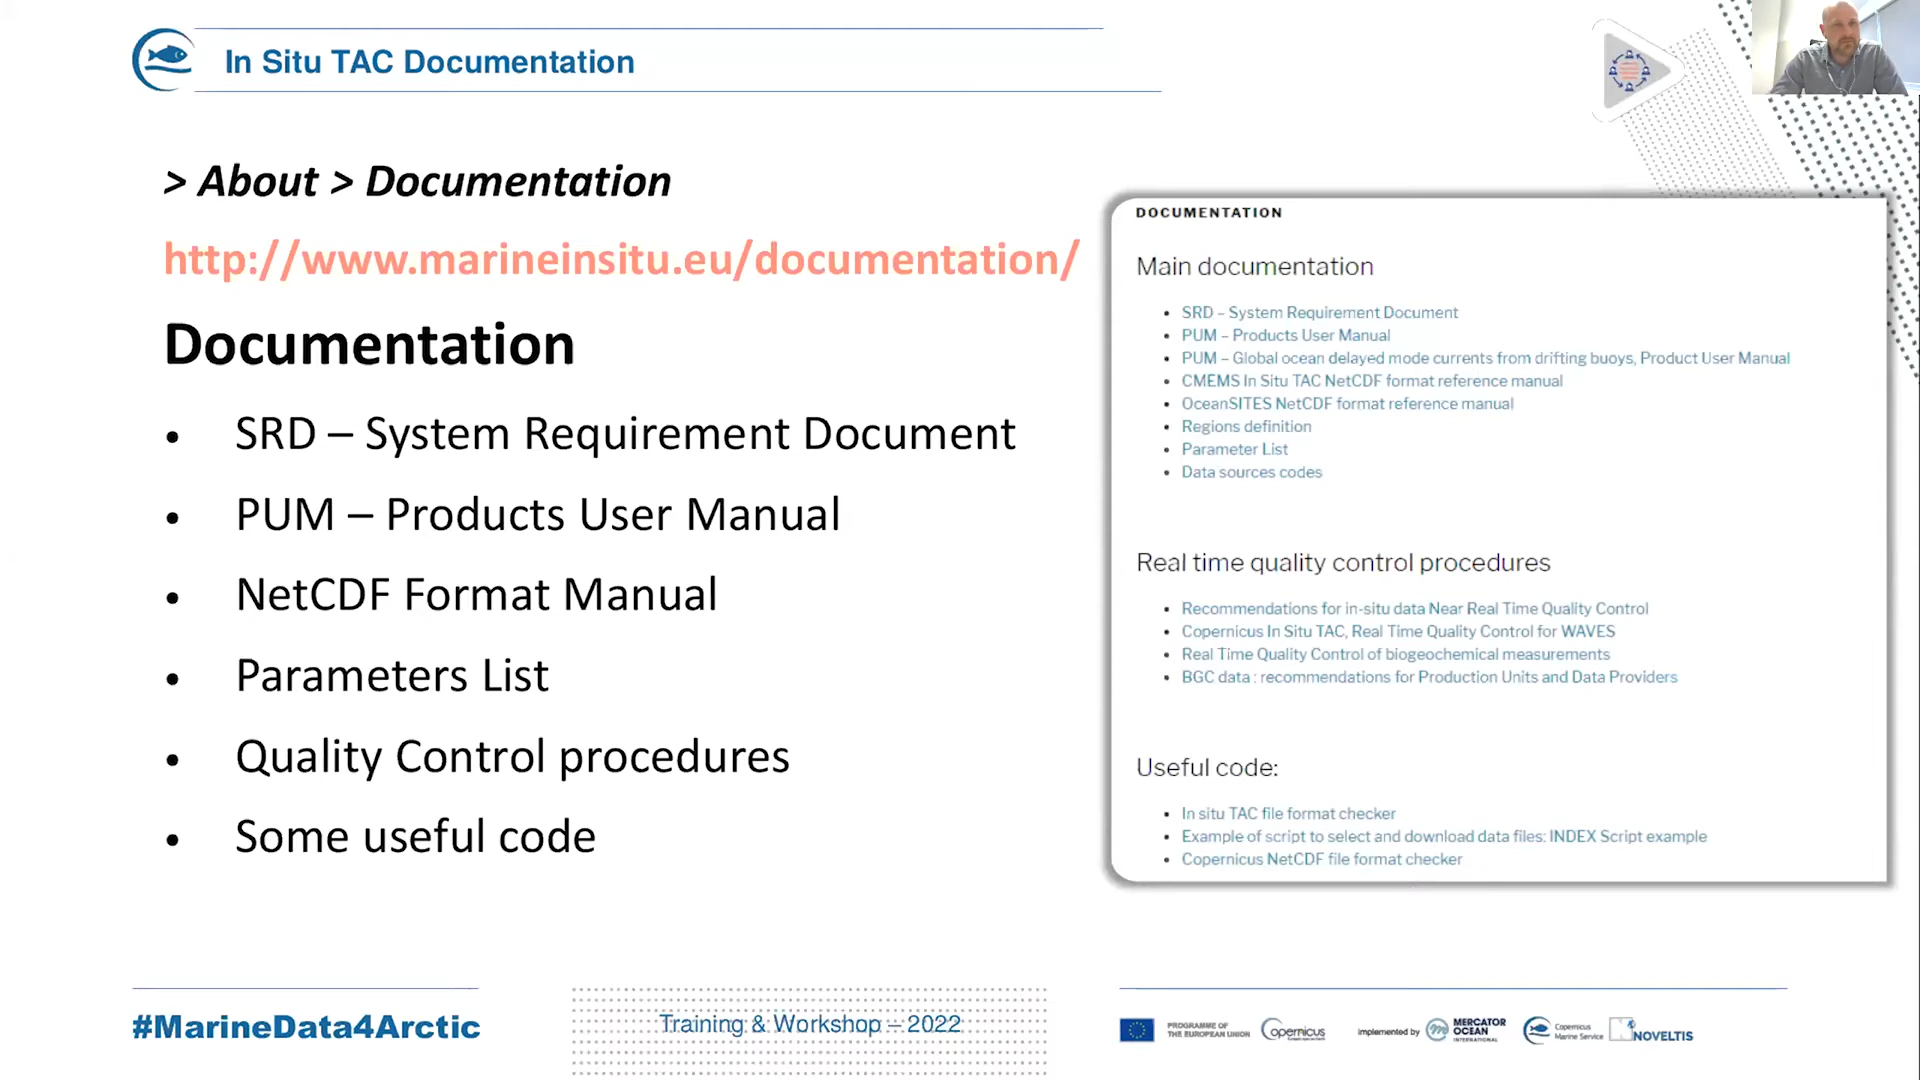 In Situ TAC Documentation
> About > Documentation
http://www.marineinsitu.eu/documentation/
Documentation
• SRD – System Requirement Document
• PUM – Products User Manual
• NetCDF Format Manual
• Parameters List
• Quality Control procedures
• Some useful code
DOCUMENTATION
Main documentation
• SRD – System Requirement Document
• PUM – Products User Manual
• PUM – Global ocean delayed mode currents from drifting buoys, Product User Manual
• CMEMS In Situ TAC NetCDF format reference manual
• OceanSITES NetCDF format reference manual
• Regions definition
• Parameter List
• Data sources codes
Real time quality control procedures
• Recommendations for in-situ data Near Real Time Quality Control
• Copernicus In Situ TAC, Real Time Quality Control for WAVES
• Real Time Quality Control of biogeochemical measurements
• BGC data : recommendations for Production Units and Data Providers
Useful code:
• In situ TAC file format checker
• Example of script to select and download data files: INDEX Script example
• Copernicus NetCDF file format checker
#MarineData4Arctic
Training & Workshop – 2022
PROGRAMME OF
THE EUROPEAN UNION
opernicus
implemented by
MERCATOR
OCEAN
INTERNATIONAL
Copernicus
Marine Service
NOVELTIS